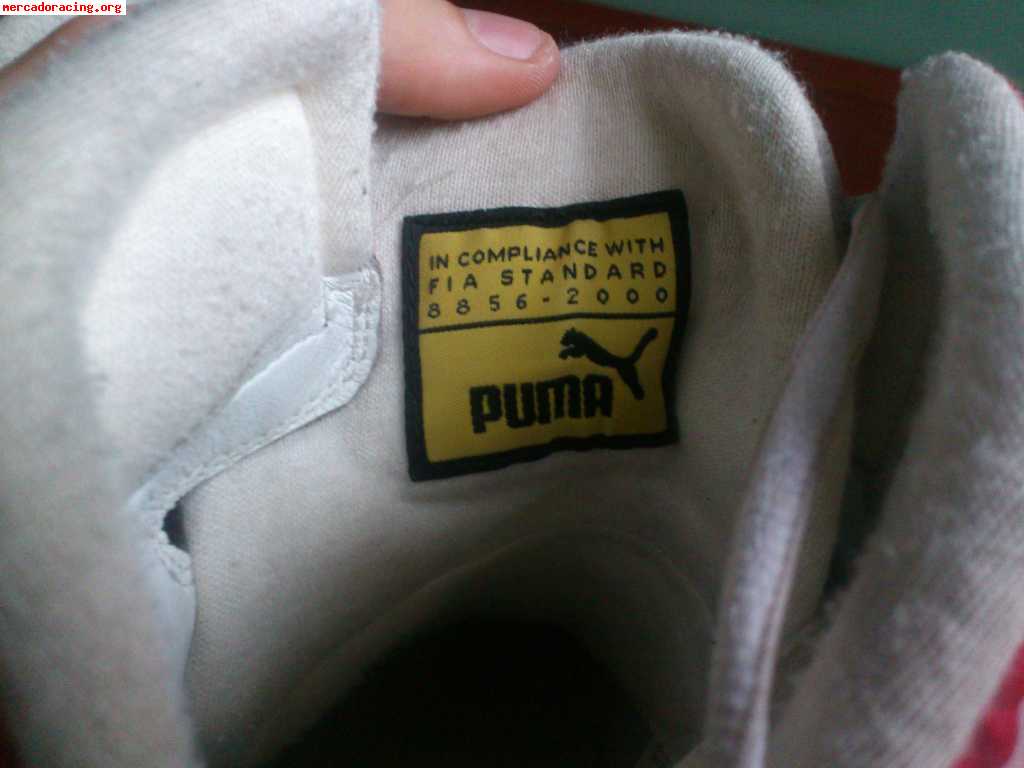 mercadoracing.org
IN COMPLIANCE WITH
FIA STANDARD
8856-2000
PUMA